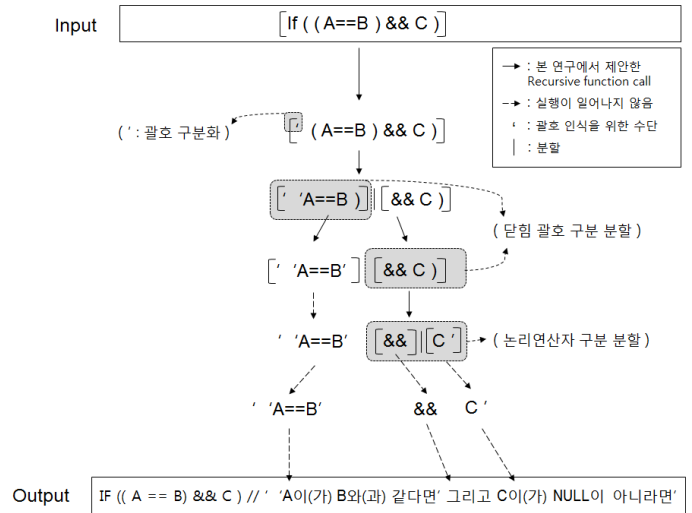 Input
[ If ( ( A==B ) && C ) ]
→ : 본 연구에서 제안한
Recursive function call
--→ : 실행이 일어나지 않음
‘ : 괄호 인식을 위한 수단
│ : 분할
( ’ : 괄호 구분화 )
[ ‘ ( A==B ) && C ) ]
[ ‘ ‘A==B ) ] | [ && C ) ]
( 닫힘 괄호 구분 분할 )
[ ‘ ‘A==B’ ]
[ && C ) ]
‘ ‘A==B’
[ && ] | [ C ’ ]
( 논리연산자 구분 분할 )
‘ ‘A==B’
&&
C ’
Output
IF (( A == B) && C ) // ‘ ‘A이(가) B와(과) 같다면’ 그리고 C이(가) NULL이 아니라면’